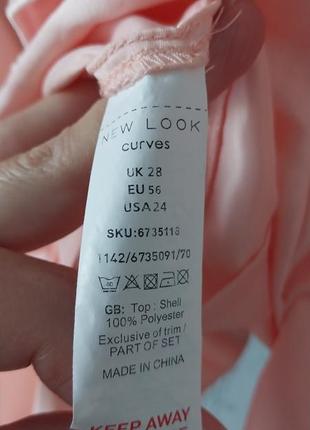 NEW LOOK
curves
UK 28
EU 56
USA 24
SKU:6735118
1142/6735091/70
GB: Top : Shell
100% Polyester
Exclusive of trim /
PART OF SET
MADE IN CHINA
KEEP AWAY